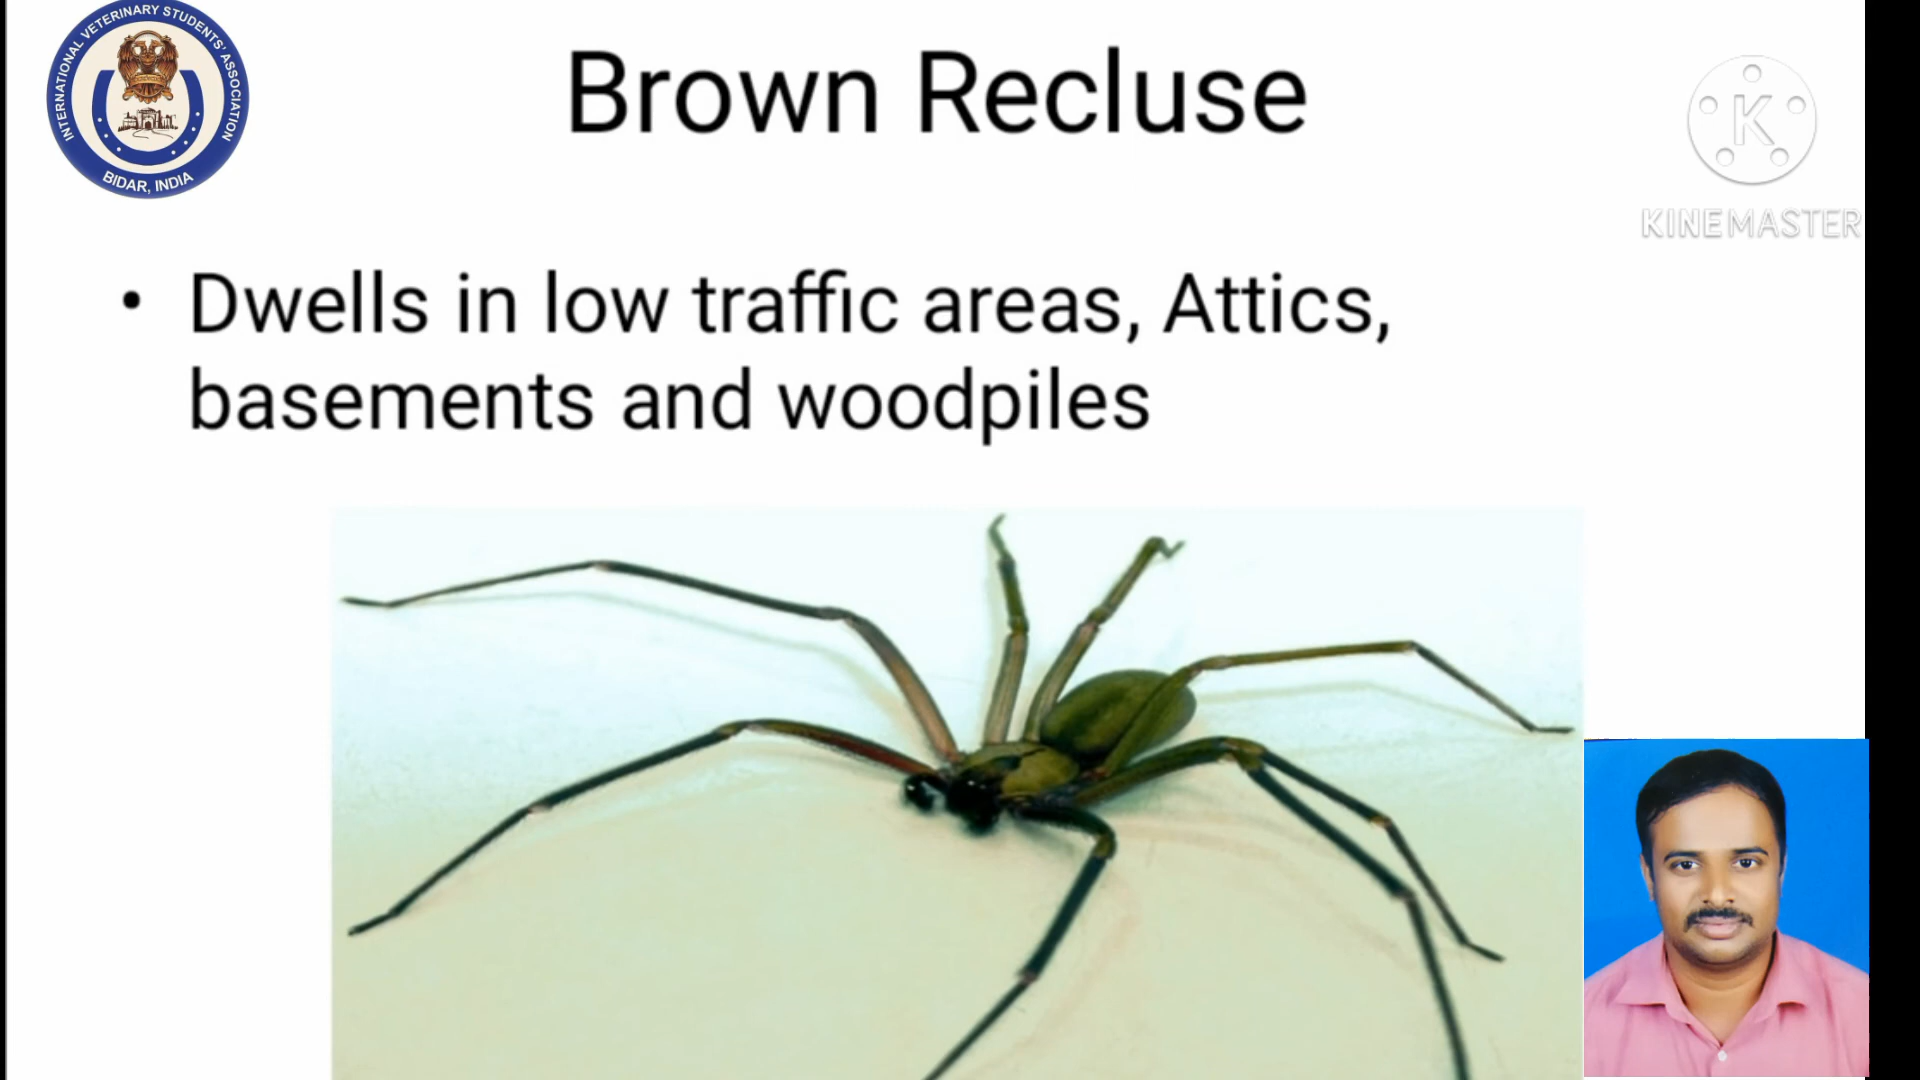 INTERNATIONAL VETERINARY STUDENTS' ASSOCIATION
BIDAR, INDIA
Brown Recluse
K
KINEMASTER
• Dwells in low traffic areas, Attics,
basements and woodpiles